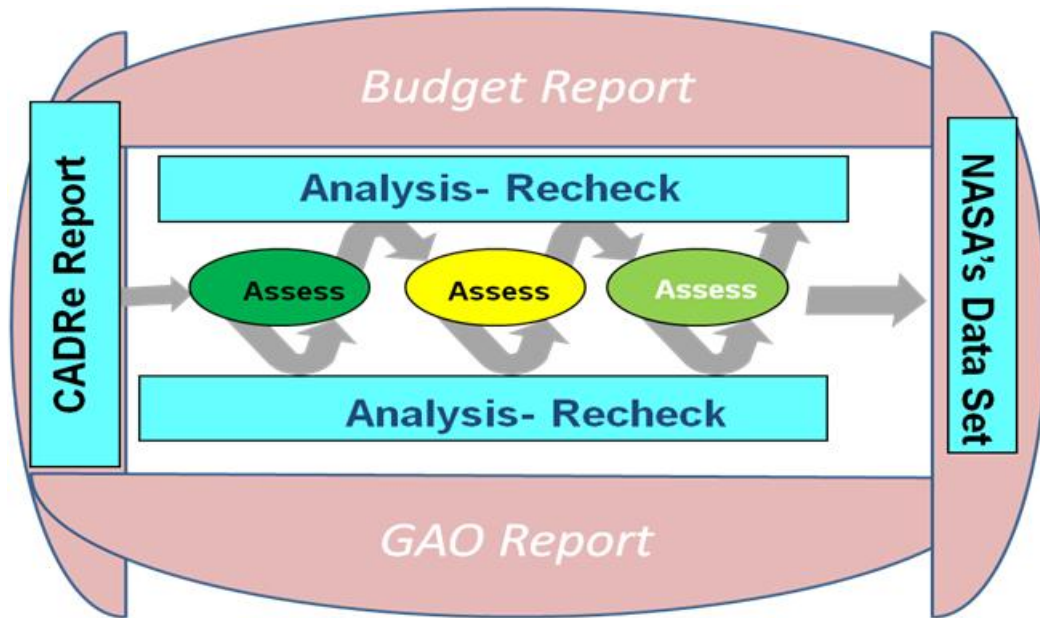 Budget Report
CADRe Report
Analysis- Recheck
Assess
Assess
Assess
Analysis- Recheck
NASA's Data Set
GAO Report